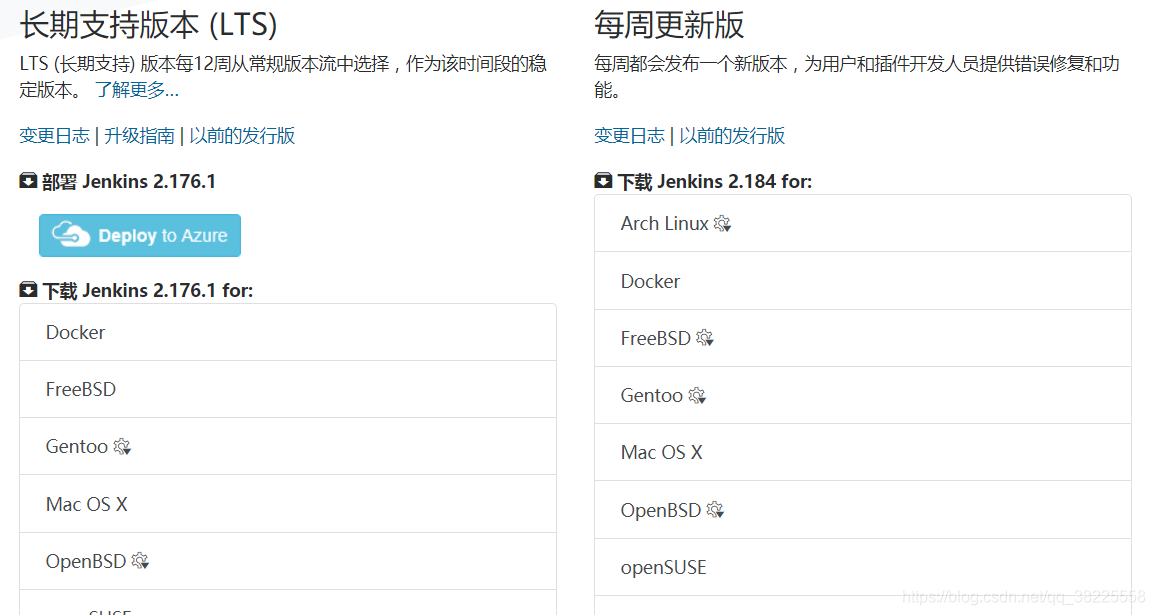 长期支持版本 (LTS)
LTS (长期支持) 版本每12周从常规版本流中选择，作为该时间段的稳
定版本。 了解更多...
变更日志 | 升级指南 | 以前的发行版
部署 Jenkins 2.176.1
Deploy to Azure
下载 Jenkins 2.176.1 for:
Docker
FreeBSD
Gentoo
Mac OS X
OpenBSD
每周更新版
每周都会发布一个新版本，为用户和插件开发人员提供错误修复和功
能。
变更日志 | 以前的发行版
下载 Jenkins 2.184 for:
Arch Linux
Docker
FreeBSD
Gentoo
Mac OS X
OpenBSD
openSUSE
https://blog.csdn.net/qq_38225558